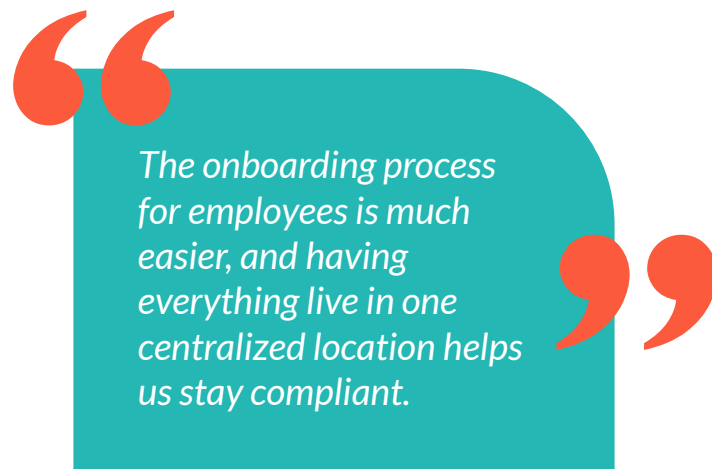 The onboarding process
for employees is much
easier, and having
everything live in one
centralized location helps
us stay compliant.